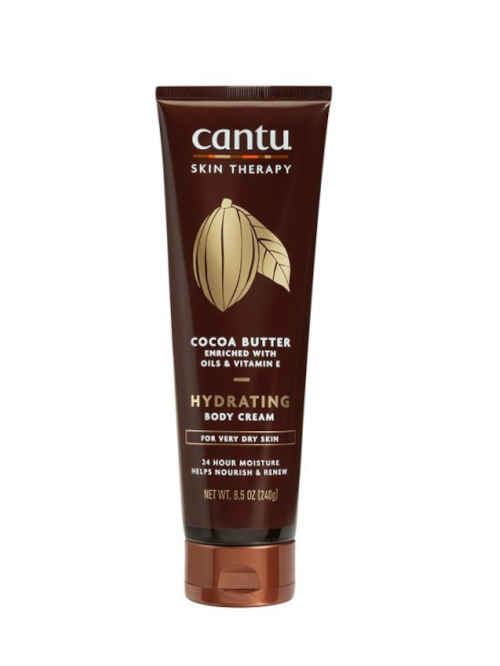 cantu
SKIN THERAPY
COCOA BUTTER
ENRICHED WITH
OILS & VITAMIN E
HYDRATING
BODY CREAM
FOR VERY DRY SKIN
24 HOUR MOISTURE
HELPS NOURISH & RENEW
NET WT. 8.5 OZ (240g)